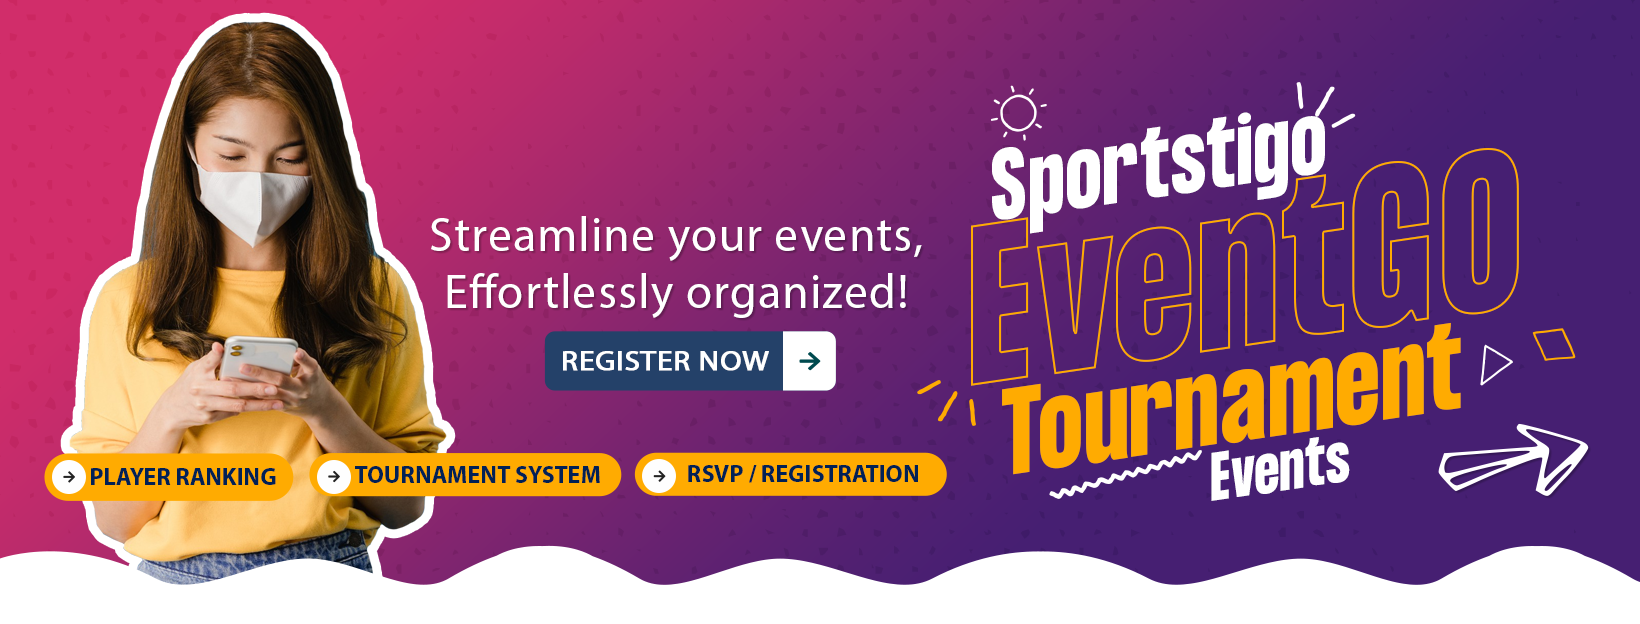 Streamline your events,
Effortlessly organized!
REGISTER NOW
PLAYER RANKING
TOURNAMENT SYSTEM
RSVP / REGISTRATION
Sportstigo
EventGO
Tournament
Events